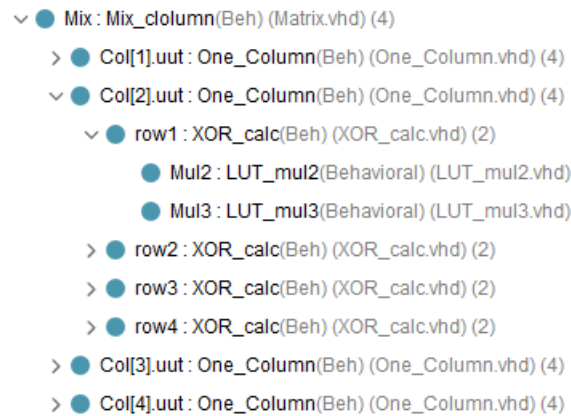 Mix : Mix_clolumn(Beh) (Matrix.vhd) (4)
Col[1].uut : One_Column(Beh) (One_Column.vhd) (4)
Col[2].uut : One_Column(Beh) (One_Column.vhd) (4)
row1 : XOR_calc(Beh) (XOR_calc.vhd) (2)
Mul2 : LUT_mul2(Behavioral) (LUT_mul2.vhd)
Mul3 : LUT_mul3(Behavioral) (LUT_mul3.vhd)
row2 : XOR_calc(Beh) (XOR_calc.vhd) (2)
row3 : XOR_calc(Beh) (XOR_calc.vhd) (2)
row4 : XOR_calc(Beh) (XOR_calc.vhd) (2)
Col[3].uut : One_Column(Beh) (One_Column.vhd) (4)
Col[4].uut : One_Column(Beh) (One_Column.vhd) (4)